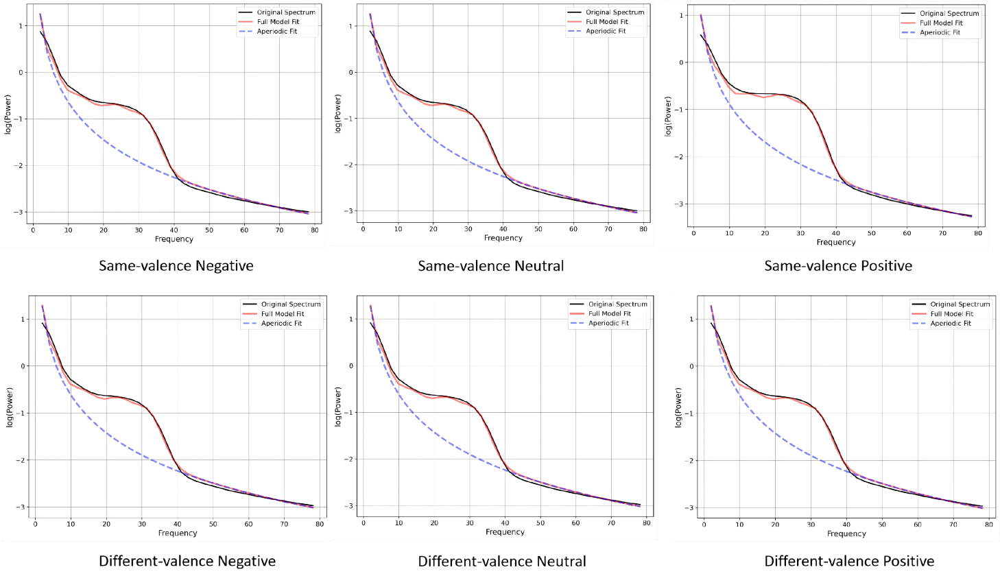 Original Spectrum
Full Model Fit
Aperiodic Fit
1
0
−1
−2
−3
log(Power)
0 10 20 30 40 50 60 70 80
Frequency
Same-valence Negative
Original Spectrum
Full Model Fit
Aperiodic Fit
1
0
−1
−2
−3
log(Power)
0 10 20 30 40 50 60 70 80
Frequency
Same-valence Neutral
Original Spectrum
Full Model Fit
Aperiodic Fit
1
0
−1
−2
−3
log(Power)
0 10 20 30 40 50 60 70 80
Frequency
Same-valence Positive
Original Spectrum
Full Model Fit
Aperiodic Fit
1
0
−1
−2
−3
log(Power)
0 10 20 30 40 50 60 70 80
Frequency
Different-valence Negative
Original Spectrum
Full Model Fit
Aperiodic Fit
1
0
−1
−2
−3
log(Power)
0 10 20 30 40 50 60 70 80
Frequency
Different-valence Neutral
Original Spectrum
Full Model Fit
Aperiodic Fit
1
0
−1
−2
−3
log(Power)
0 10 20 30 40 50 60 70 80
Frequency
Different-valence Positive